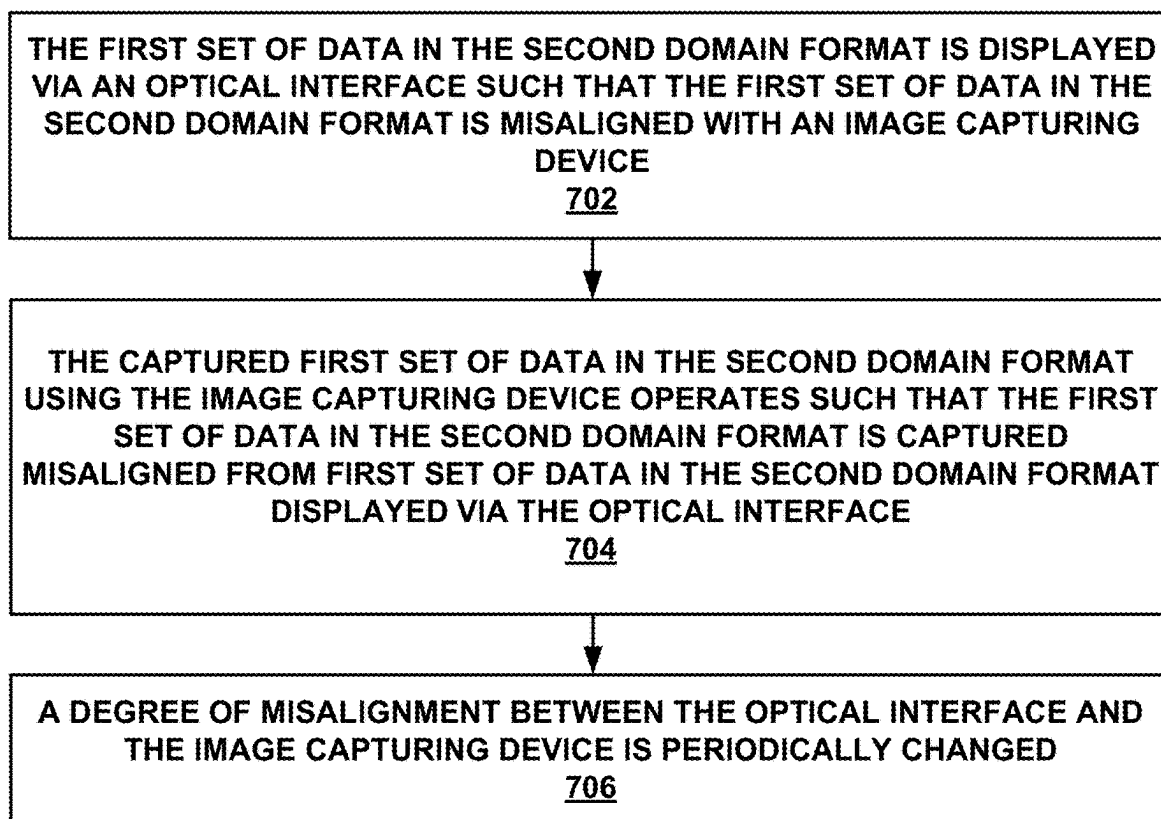 THE FIRST SET OF DATA IN THE SECOND DOMAIN FORMAT IS DISPLAYED
VIA AN OPTICAL INTERFACE SUCH THAT THE FIRST SET OF DATA IN THE
SECOND DOMAIN FORMAT IS MISALIGNED WITH AN IMAGE CAPTURING
DEVICE
702
THE CAPTURED FIRST SET OF DATA IN THE SECOND DOMAIN FORMAT
USING THE IMAGE CAPTURING DEVICE OPERATES SUCH THAT THE FIRST
SET OF DATA IN THE SECOND DOMAIN FORMAT IS CAPTURED
MISALIGNED FROM FIRST SET OF DATA IN THE SECOND DOMAIN FORMAT
DISPLAYED VIA THE OPTICAL INTERFACE
704
A DEGREE OF MISALIGNMENT BETWEEN THE OPTICAL INTERFACE AND
THE IMAGE CAPTURING DEVICE IS PERIODICALLY CHANGED
706